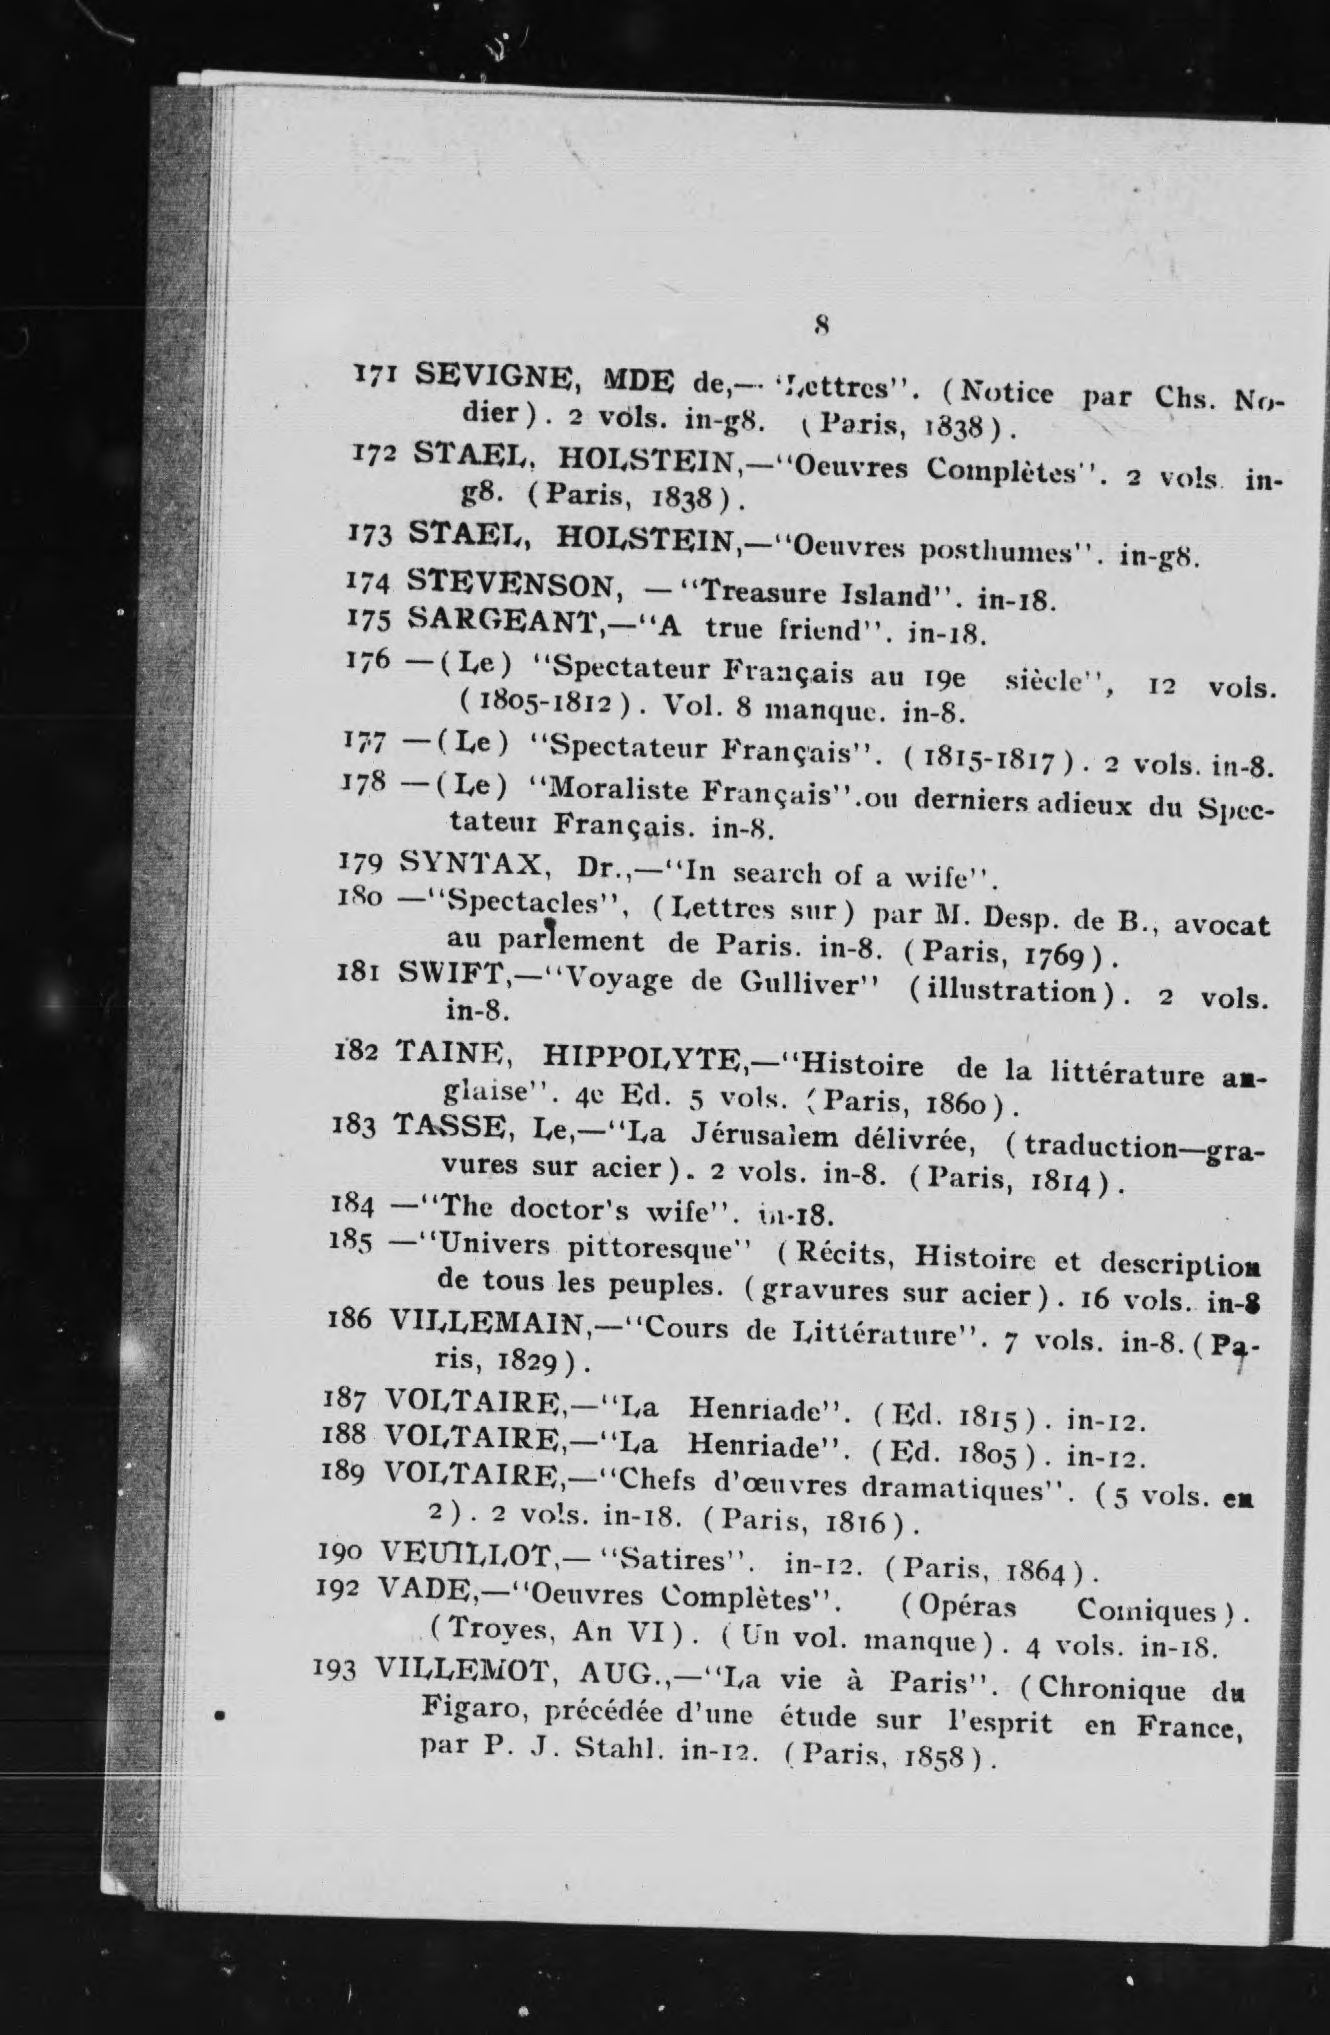 8
171 SEVIGNE, MDE de,—"Lettres". (Notice par Chs. No-
dier). 2 vols. in-g8. (Paris, 1838).
172 STAEL, HOLSTEIN,—"Oeuvres Complètes". 2 vols. in-
g8. (Paris, 1838).
173 STAEL, HOLSTEIN,—"Oeuvres posthumes". in-g8.
174 STEVENSON, —"Treasure Island". in-18.
175 SARGEANT,—"A true friend". in-18.
176 —(Le) "Spectateur Français au 19e siècle", 12 vols.
(1805-1812). Vol. 8 manque. in-8.
177 —(Le) "Spectateur Français". (1815-1817). 2 vols. in-8.
178 —(Le) "Moraliste Français".ou derniers adieux du Spec-
tateur Français. in-8.
179 SYNTAX, Dr.,—"In search of a wife".
180 —"Spectacles", (Lettres sur) par M. Desp. de B., avocat
au parlement de Paris. in-8. (Paris, 1769).
181 SWIFT,—"Voyage de Gulliver" (illustration). 2 vols.
in-8.
182 TAINE, HIPPOLYTE,—"Histoire de la littérature an-
glaise". 4e Ed. 5 vols. (Paris, 1860).
183 TASSE, Le,—"La Jérusalem délivrée, (traduction—gra-
vures sur acier). 2 vols. in-8. (Paris, 1814).
184 —"The doctor's wife". in-18.
185 —"Univers pittoresque" (Récits, Histoire et description
de tous les peuples. (gravures sur acier). 16 vols. in-8
186 VILLEMAIN,—"Cours de Littérature". 7 vols. in-8. (Pa-
ris, 1829).
187 VOLTAIRE,—"La Henriade". (Ed. 1815). in-12.
188 VOLTAIRE,—"La Henriade". (Ed. 1805). in-12.
189 VOLTAIRE,—"Chefs d'œuvres dramatiques". (5 vols. en
2). 2 vols. in-18. (Paris, 1816).
190 VEUILLOT,—"Satires". in-12. (Paris, 1864).
192 VADE,—"Oeuvres Complètes". (Opéras Comiques).
(Troyes, An VI). (Un vol. manque). 4 vols. in-18.
193 VILLEMOT, AUG.,—"La vie à Paris". (Chronique du
Figaro, précédée d'une étude sur l'esprit en France,
par P. J. Stahl. in-12. (Paris, 1858).